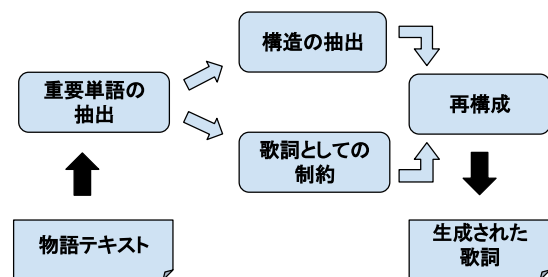 構造の抽出
重要単語の
抽出
再構成
歌詞としての
制約
物語テキスト
生成された
歌詞